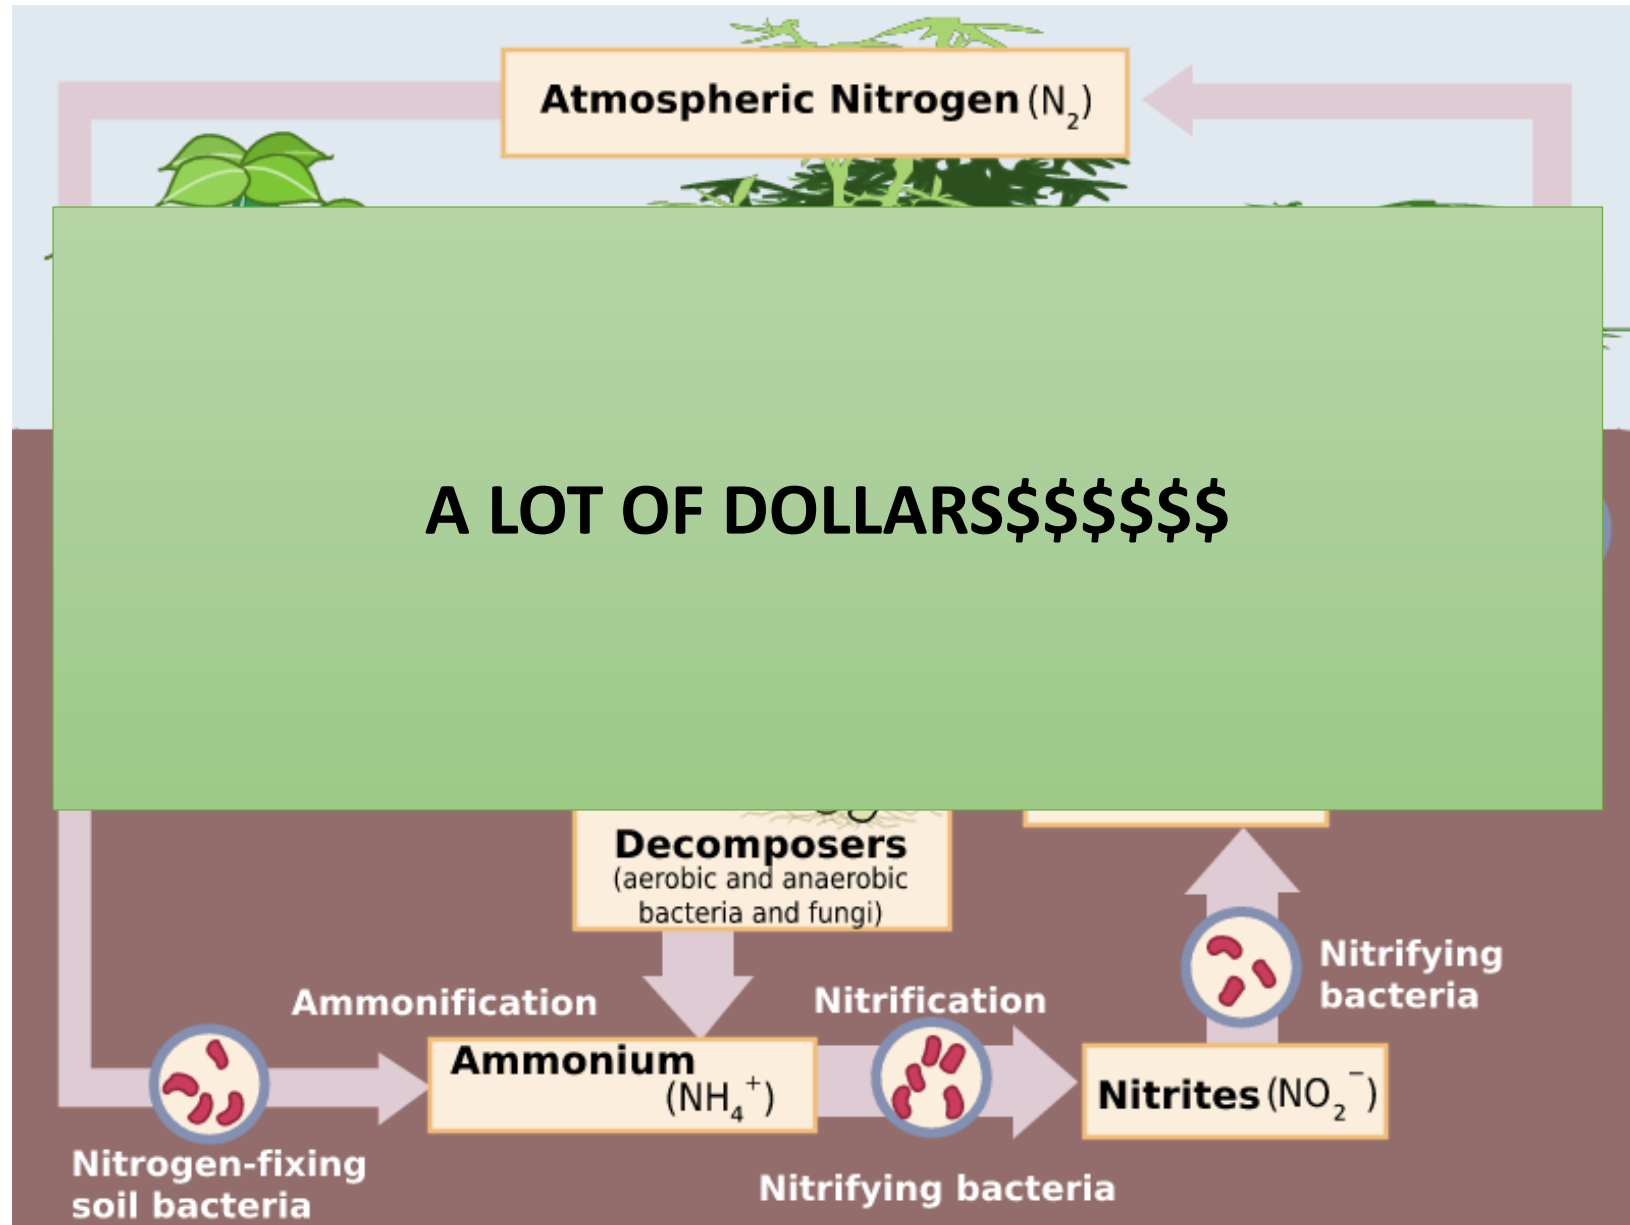 Atmospheric Nitrogen (N₂)
A LOT OF DOLLARS$$$$$$
Decomposers
(aerobic and anaerobic
bacteria and fungi)
Ammonification
Nitrification
Nitrifying
bacteria
Ammonium
(NH₄⁺)
Nitrites (NO₂⁻)
Nitrogen-fixing
soil bacteria
Nitrifying bacteria